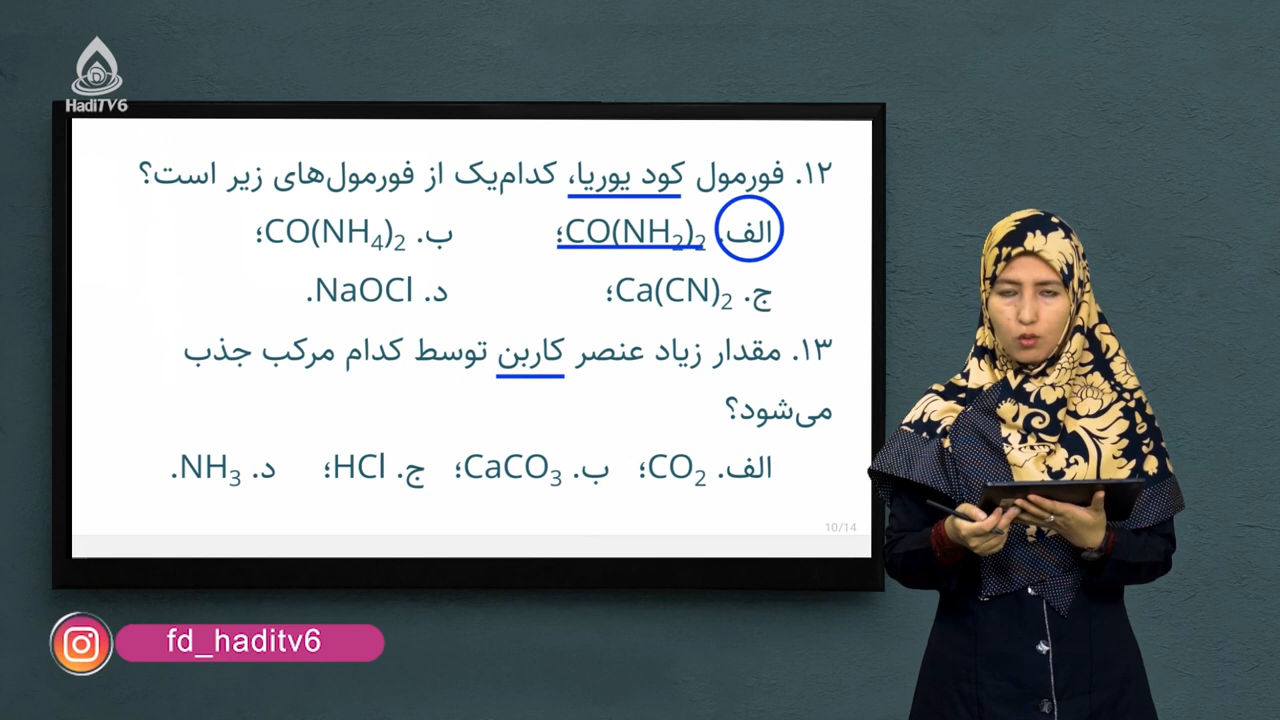 HadiTV6
۱۲. فورمول کود یوریا، کدام‌یک از فورمول‌های زیر است؟
الف. CO(NH₂)₂؛ ب. CO(NH₄)₂؛
ج. Ca(CN)₂؛ د. NaOCl.
۱۳. مقدار زیاد عنصر کاربن توسط کدام مرکب جذب
می‌شود؟
الف. CO₂؛ ب. CaCO₃؛ ج. HCl؛ د. NH₃.
10/14
fd_haditv6